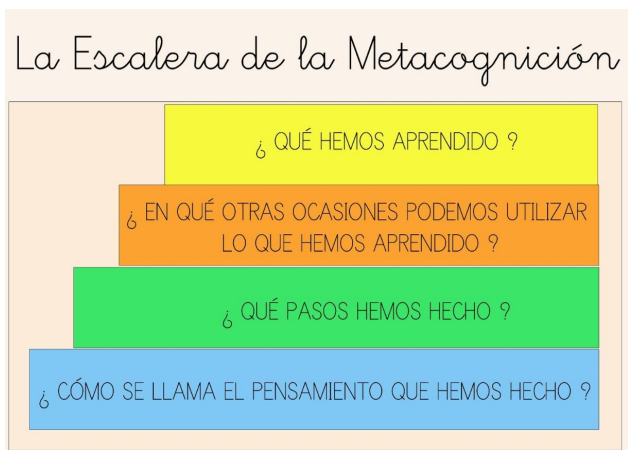 La Escalera de la Metacognición
¿ QUÉ HEMOS APRENDIDO ?
¿ EN QUÉ OTRAS OCASIONES PODEMOS UTILIZAR
LO QUE HEMOS APRENDIDO ?
¿ QUÉ PASOS HEMOS HECHO ?
¿ CÓMO SE LLAMA EL PENSAMIENTO QUE HEMOS HECHO ?